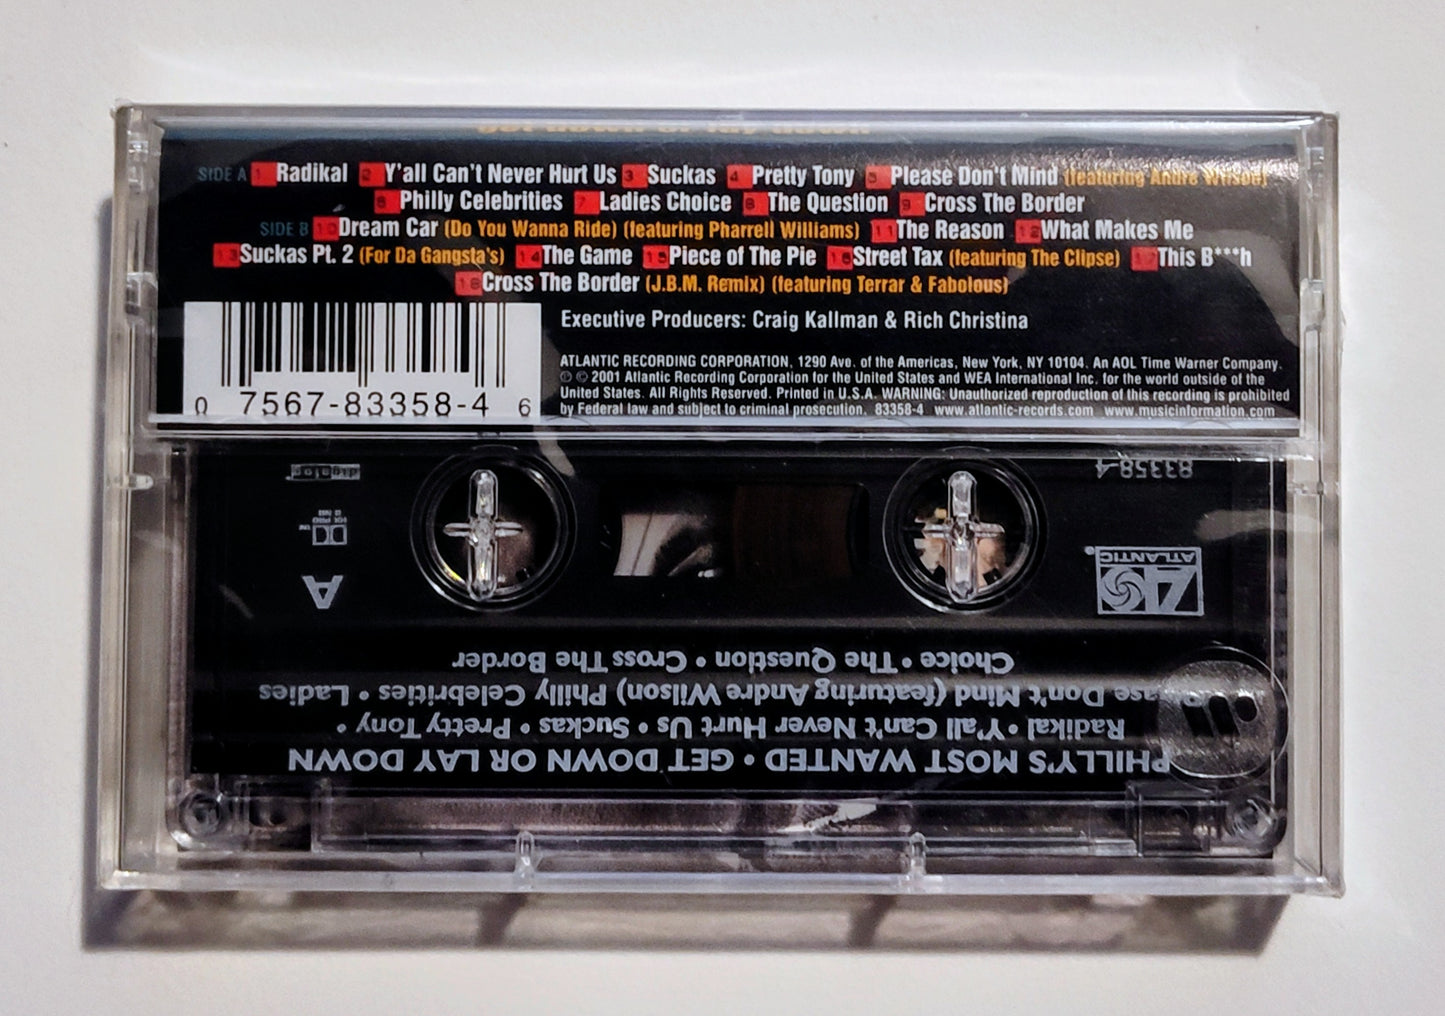 get down or lay down
SIDE A 1 Radikal 2 Y'all Can't Never Hurt Us 3 Suckas 4 Pretty Tony 5 Please Don't Mind (featuring Andre Wilson)
6 Philly Celebrities 7 Ladies Choice 8 The Question 9 Cross The Border
SIDE B 10 Dream Car (Do You Wanna Ride) (featuring Pharrell Williams) 11 The Reason 12 What Makes Me
13 Suckas Pt. 2 (For Da Gangsta's) 14 The Game 15 Piece of The Pie 16 Street Tax (featuring The Clipse) 17 This B***h
18 Cross The Border (J.B.M. Remix) (featuring Terrar & Fabolous)
Executive Producers: Craig Kallman & Rich Christina
ATLANTIC RECORDING CORPORATION, 1290 Ave. of the Americas, New York, NY 10104. An AOL Time Warner Company.
℗ © 2001 Atlantic Recording Corporation for the United States and WEA International Inc. for the world outside of the
United States. All Rights Reserved. Printed in U.S.A. WARNING: Unauthorized reproduction of this recording is prohibited
by Federal law and subject to criminal prosecution. 83358-4 www.atlantic-records.com www.musicinformation.com
0 7567-83358-4 6
PHILLY'S MOST WANTED • GET DOWN OR LAY DOWN
Radikal • Y'all Can't Never Hurt Us • Suckas • Pretty Tony •
ase Don't Mind (featuring Andre Wilson) Philly Celebrities • Ladies
Choice • The Question • Cross The Border
ATLANTIC
A
83358-4
digalog